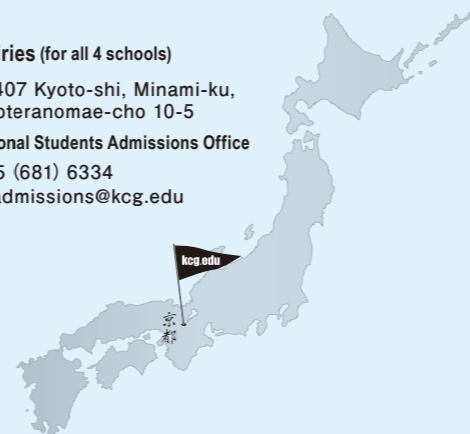 ries (for all 4 schools)
407 Kyoto-shi, Minami-ku,
oteranomae-cho 10-5
onal Students Admissions Office
5 (681) 6334
admissions@kcg.edu
kcg.edu
京都